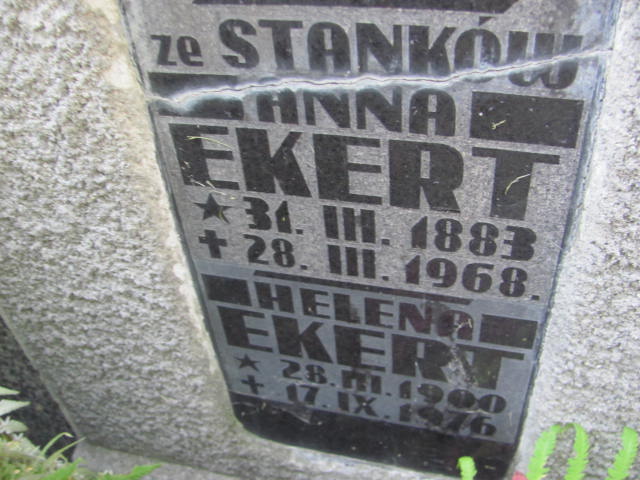 ze STANKÓW
ANNA
EKERT
★ 31. III. 1883
✝ 28. III. 1968.
HELENA
EKERT
★ 28. III. 1900
✝ 17. IX. 1976